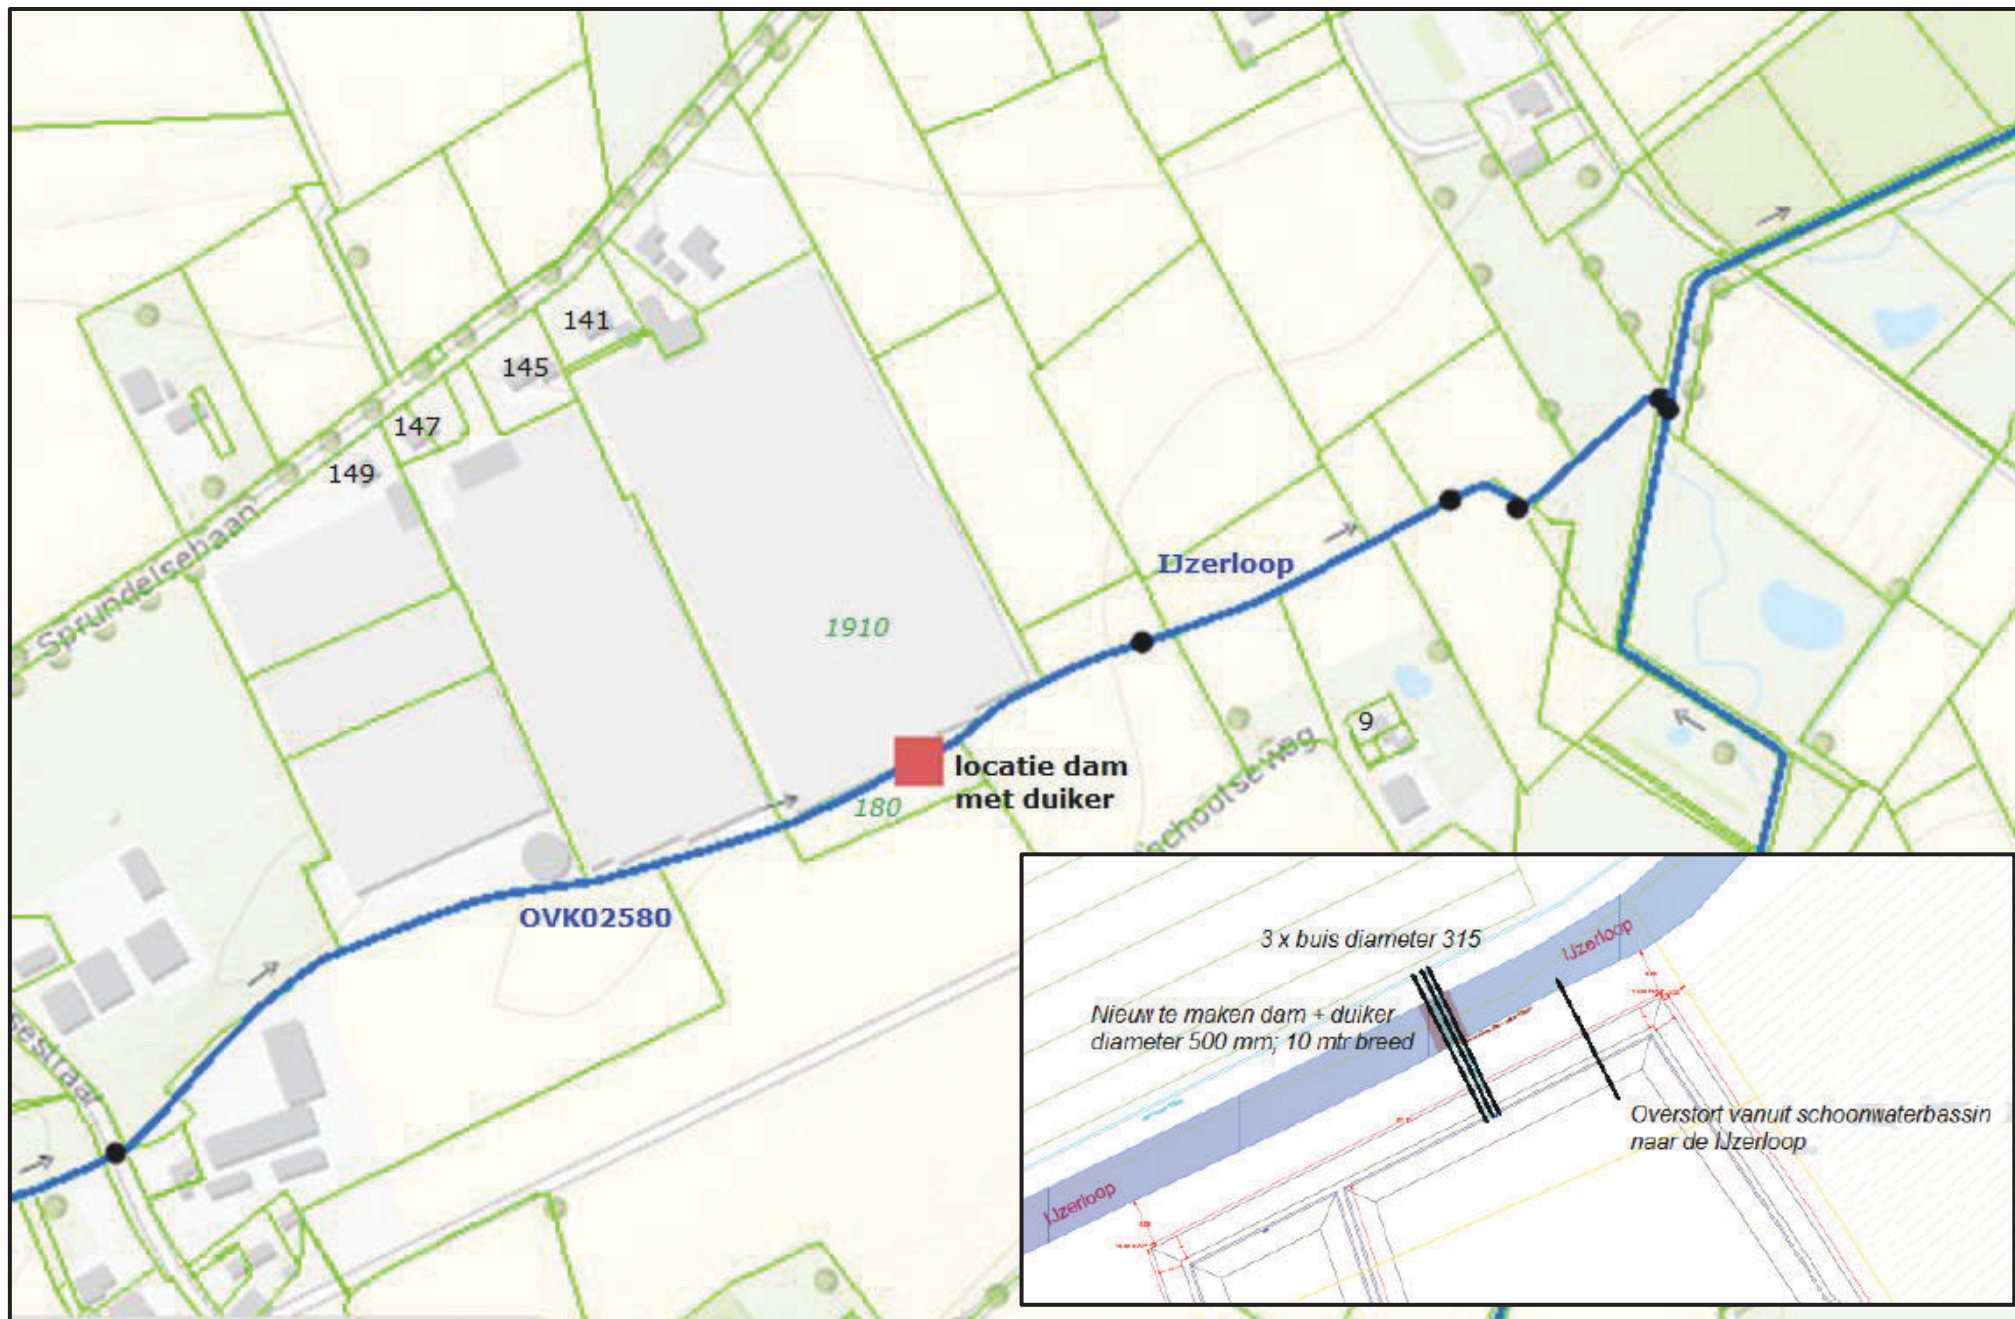 141
145
147
149
Sprundelsebaan
1910
IJzerloop
9
locatie dam
met duiker
180
OVK02580
3 x buis diameter 315
IJzerloop
Nieuw te maken dam + duiker
diameter 500 mm; 10 mtr breed
Overstort vanuit schoonwaterbassin
naar de IJzerloop
IJzerloop